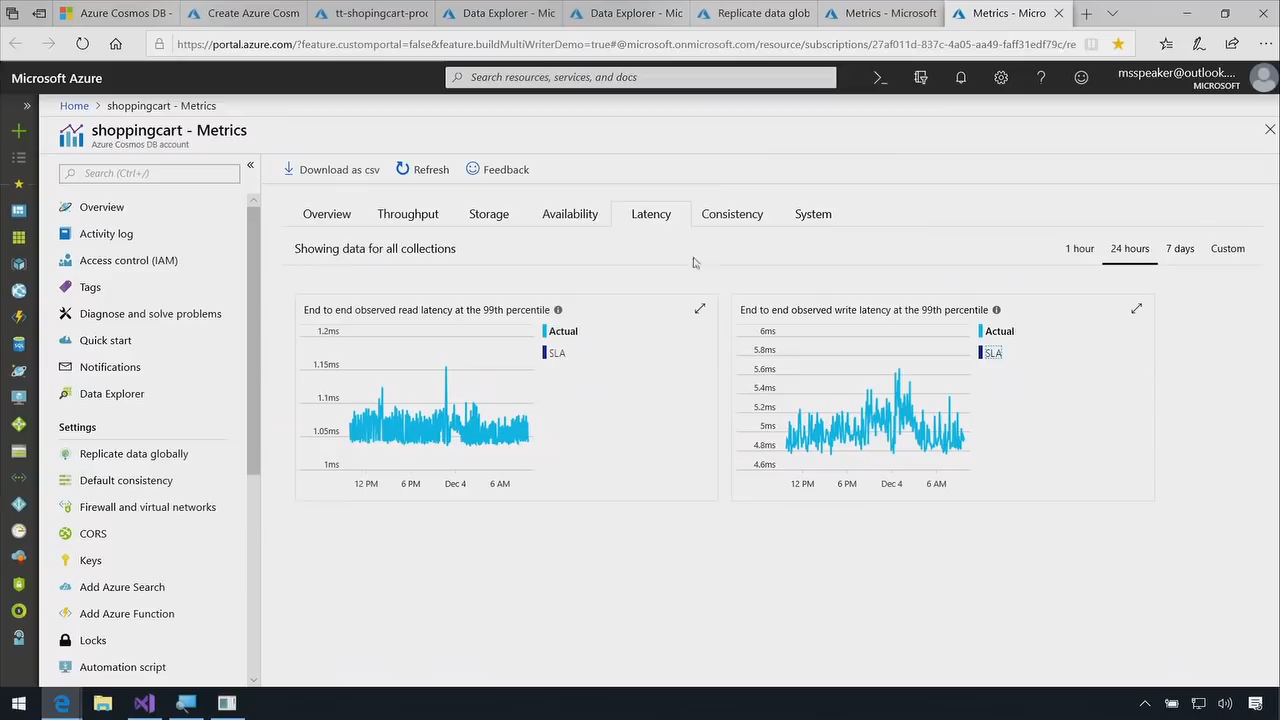 Azure Cosmos DB -
Create Azure Cosm
tt-shopingcart-proc
Data Explorer - Mic
Data Explorer - Mic
Replicata data glob
Metrics - Microsoft
Metrics - Micro
https://portal.azure.com/?feature.customportal=false&feature.buildMultiWriterDemo=true#@microsoft.onmicrosoft.com/resource/subscriptions/27af011d-837c-4a05-aa49-faff31edf79c/re
Microsoft Azure
Search resources, services, and docs
msspeaker@outlook....
MICROSOFT
Home > shoppingcart - Metrics
shoppingcart - Metrics
Azure Cosmos DB account
Search (Ctrl+/)
Overview
Activity log
Access control (IAM)
Tags
Diagnose and solve problems
Quick start
Notifications
Data Explorer
Settings
Replicate data globally
Default consistency
Firewall and virtual networks
CORS
Keys
Add Azure Search
Add Azure Function
Locks
Automation script
Download as csv
Refresh
Feedback
Overview
Throughput
Storage
Availability
Latency
Consistency
System
Showing data for all collections
1 hour
24 hours
7 days
Custom
End to end observed read latency at the 99th percentile
1.2ms
1.15ms
1.1ms
1.05ms
1ms
12 PM
6 PM
Dec 4
6 AM
Actual
SLA
End to end observed write latency at the 99th percentile
6ms
5.8ms
5.6ms
5.4ms
5.2ms
5ms
4.8ms
4.6ms
12 PM
6 PM
Dec 4
6 AM
Actual
SLA